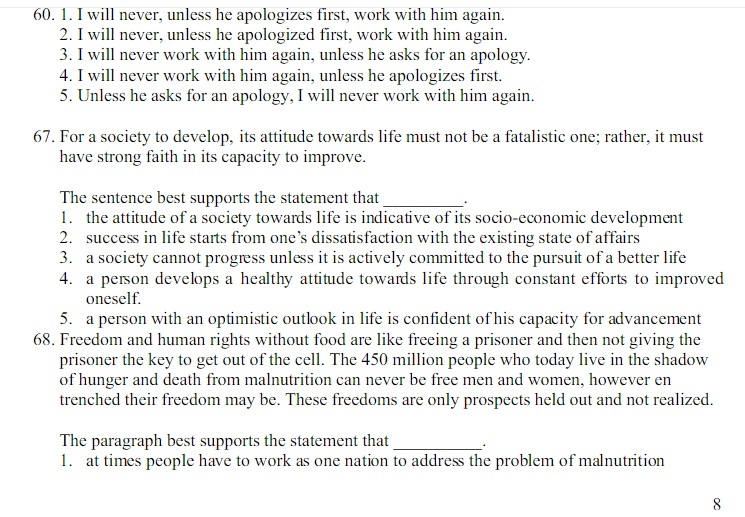 60. 1. I will never, unless he apologizes first, work with him again.
2. I will never, unless he apologized first, work with him again.
3. I will never work with him again, unless he asks for an apology.
4. I will never work with him again, unless he apologizes first.
5. Unless he asks for an apology, I will never work with him again.
67. For a society to develop, its attitude towards life must not be a fatalistic one; rather, it must
have strong faith in its capacity to improve.
The sentence best supports the statement that __________.
1. the attitude of a society towards life is indicative of its socio-economic development
2. success in life starts from one’s dissatisfaction with the existing state of affairs
3. a society cannot progress unless it is actively committed to the pursuit of a better life
4. a person develops a healthy attitude towards life through constant efforts to improved
oneself.
5. a person with an optimistic outlook in life is confident of his capacity for advancement
68. Freedom and human rights without food are like freeing a prisoner and then not giving the
prisoner the key to get out of the cell. The 450 million people who today live in the shadow
of hunger and death from malnutrition can never be free men and women, however en
trenched their freedom may be. These freedoms are only prospects held out and not realized.
The paragraph best supports the statement that ___________.
1. at times people have to work as one nation to address the problem of malnutrition
8